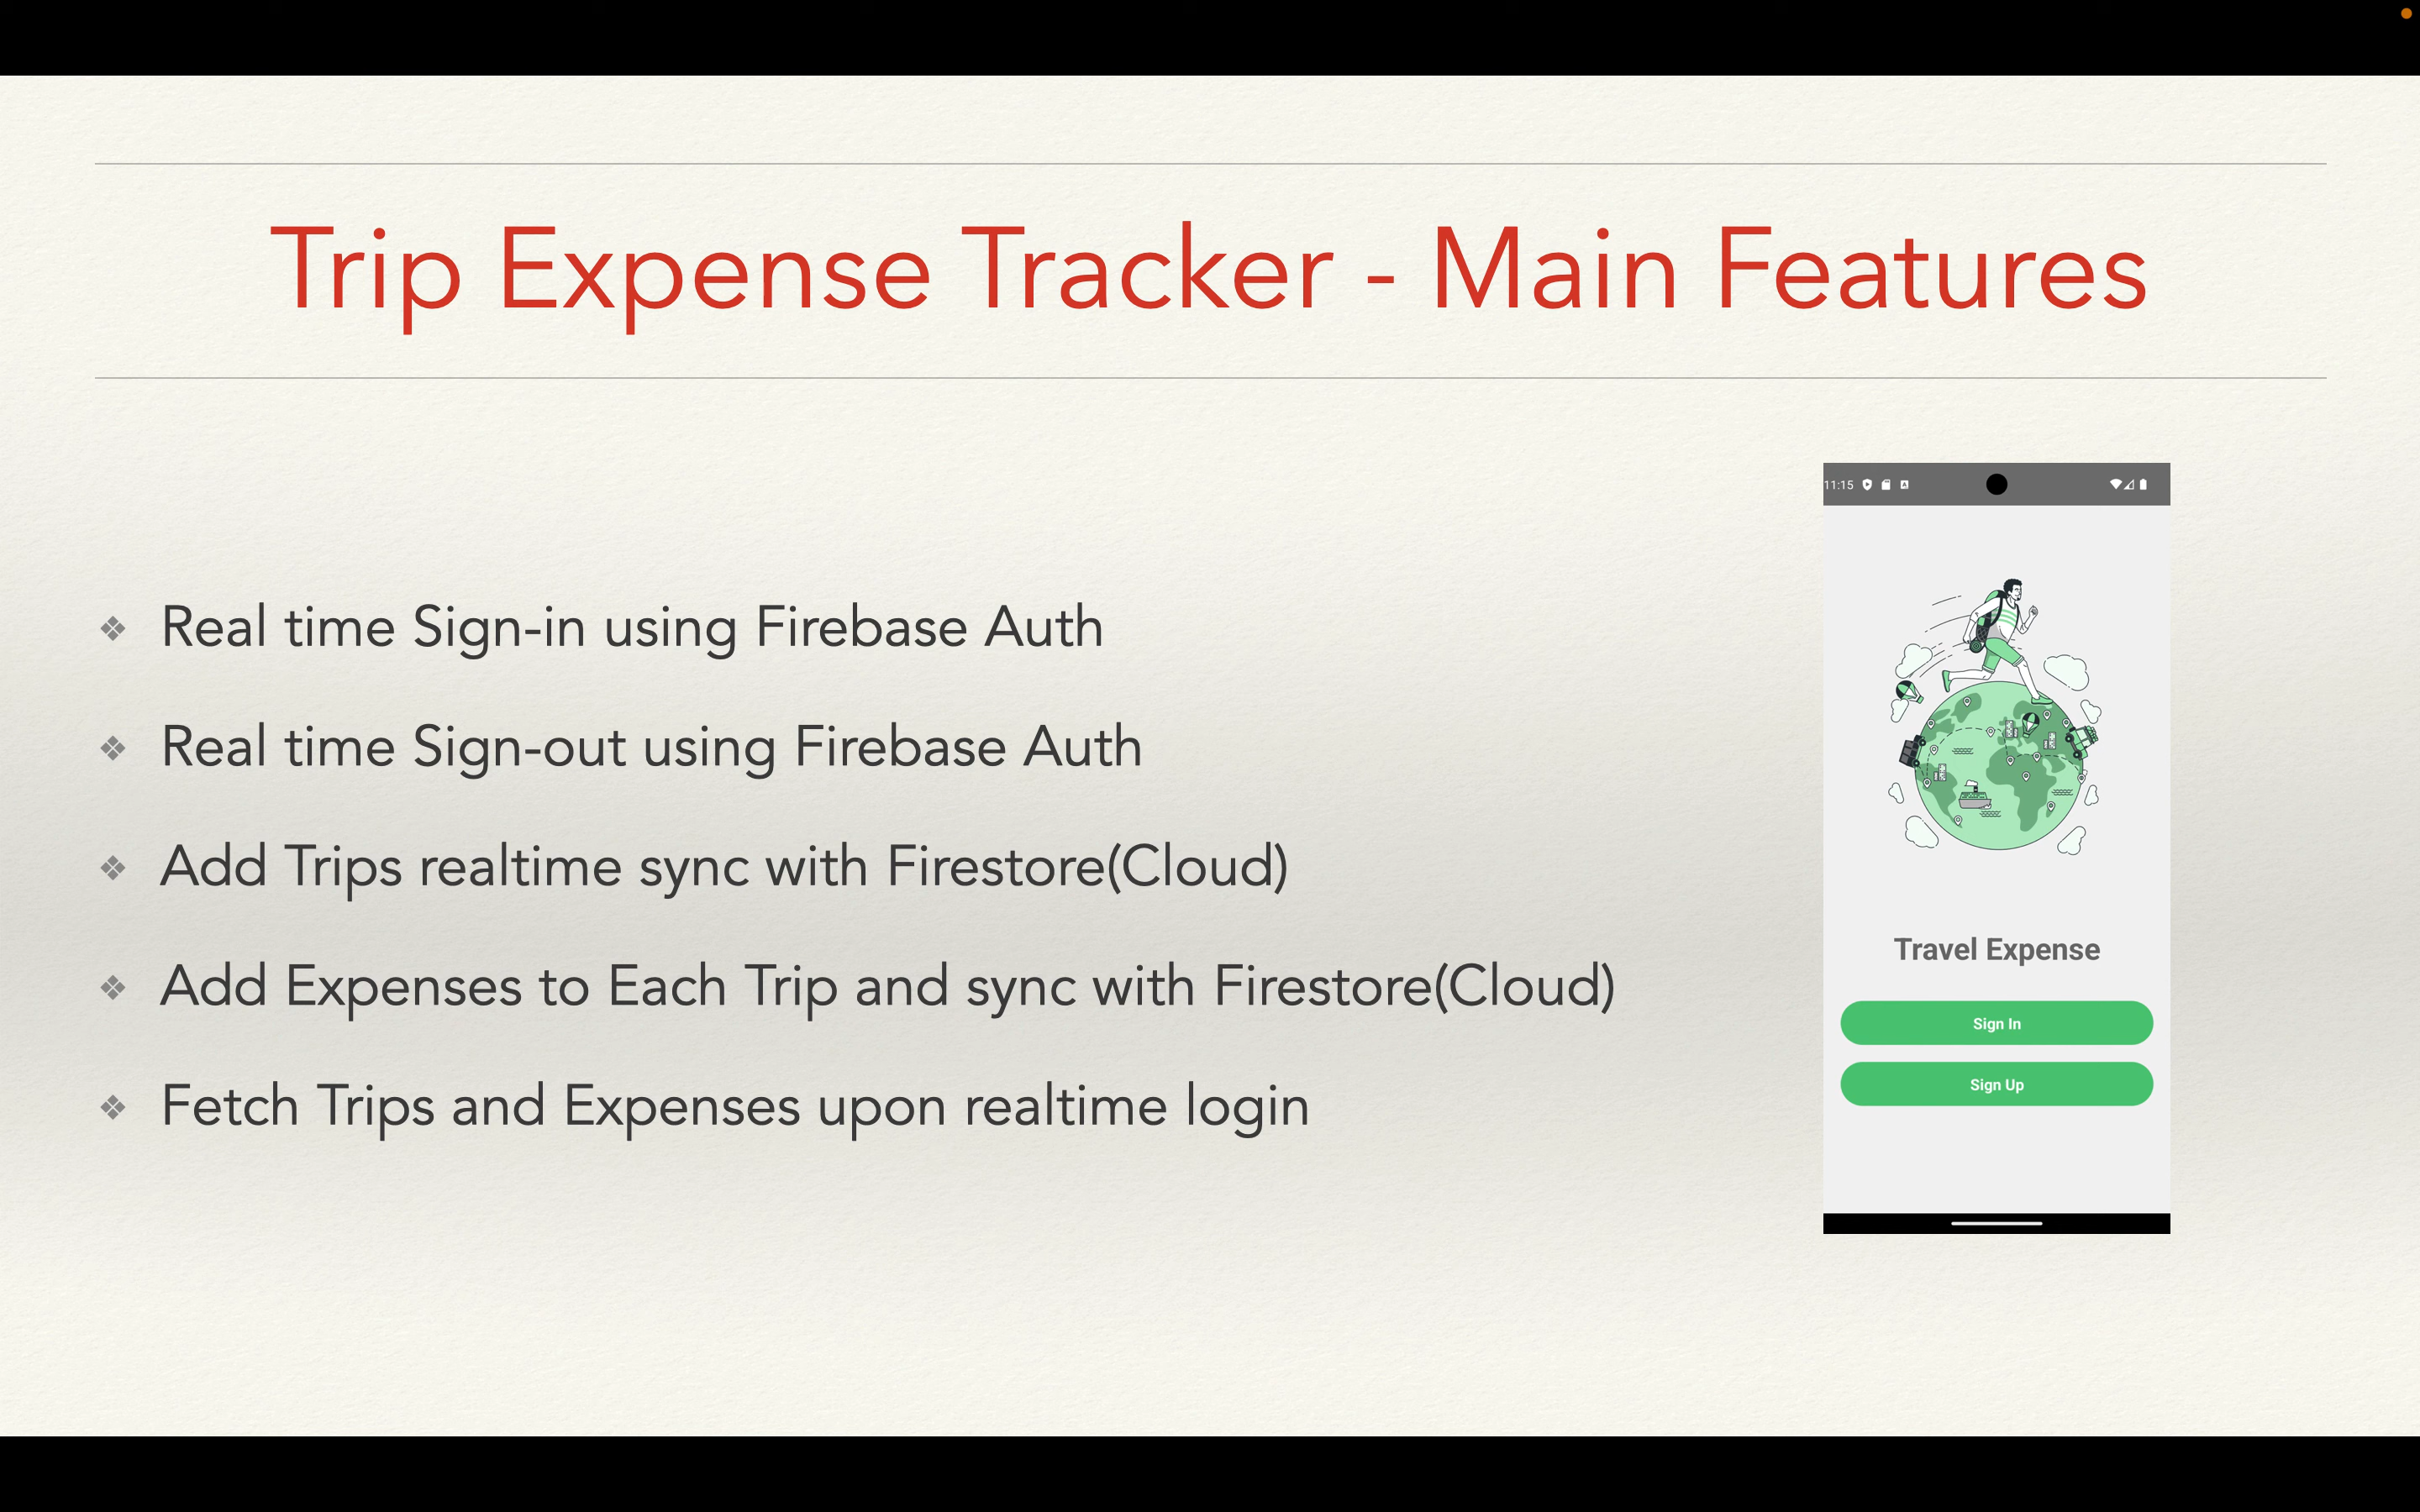 Trip Expense Tracker - Main Features
Real time Sign-in using Firebase Auth
Real time Sign-out using Firebase Auth
Add Trips realtime sync with Firestore(Cloud)
Add Expenses to Each Trip and sync with Firestore(Cloud)
Fetch Trips and Expenses upon realtime login
11:15
Travel Expense
Sign In
Sign Up